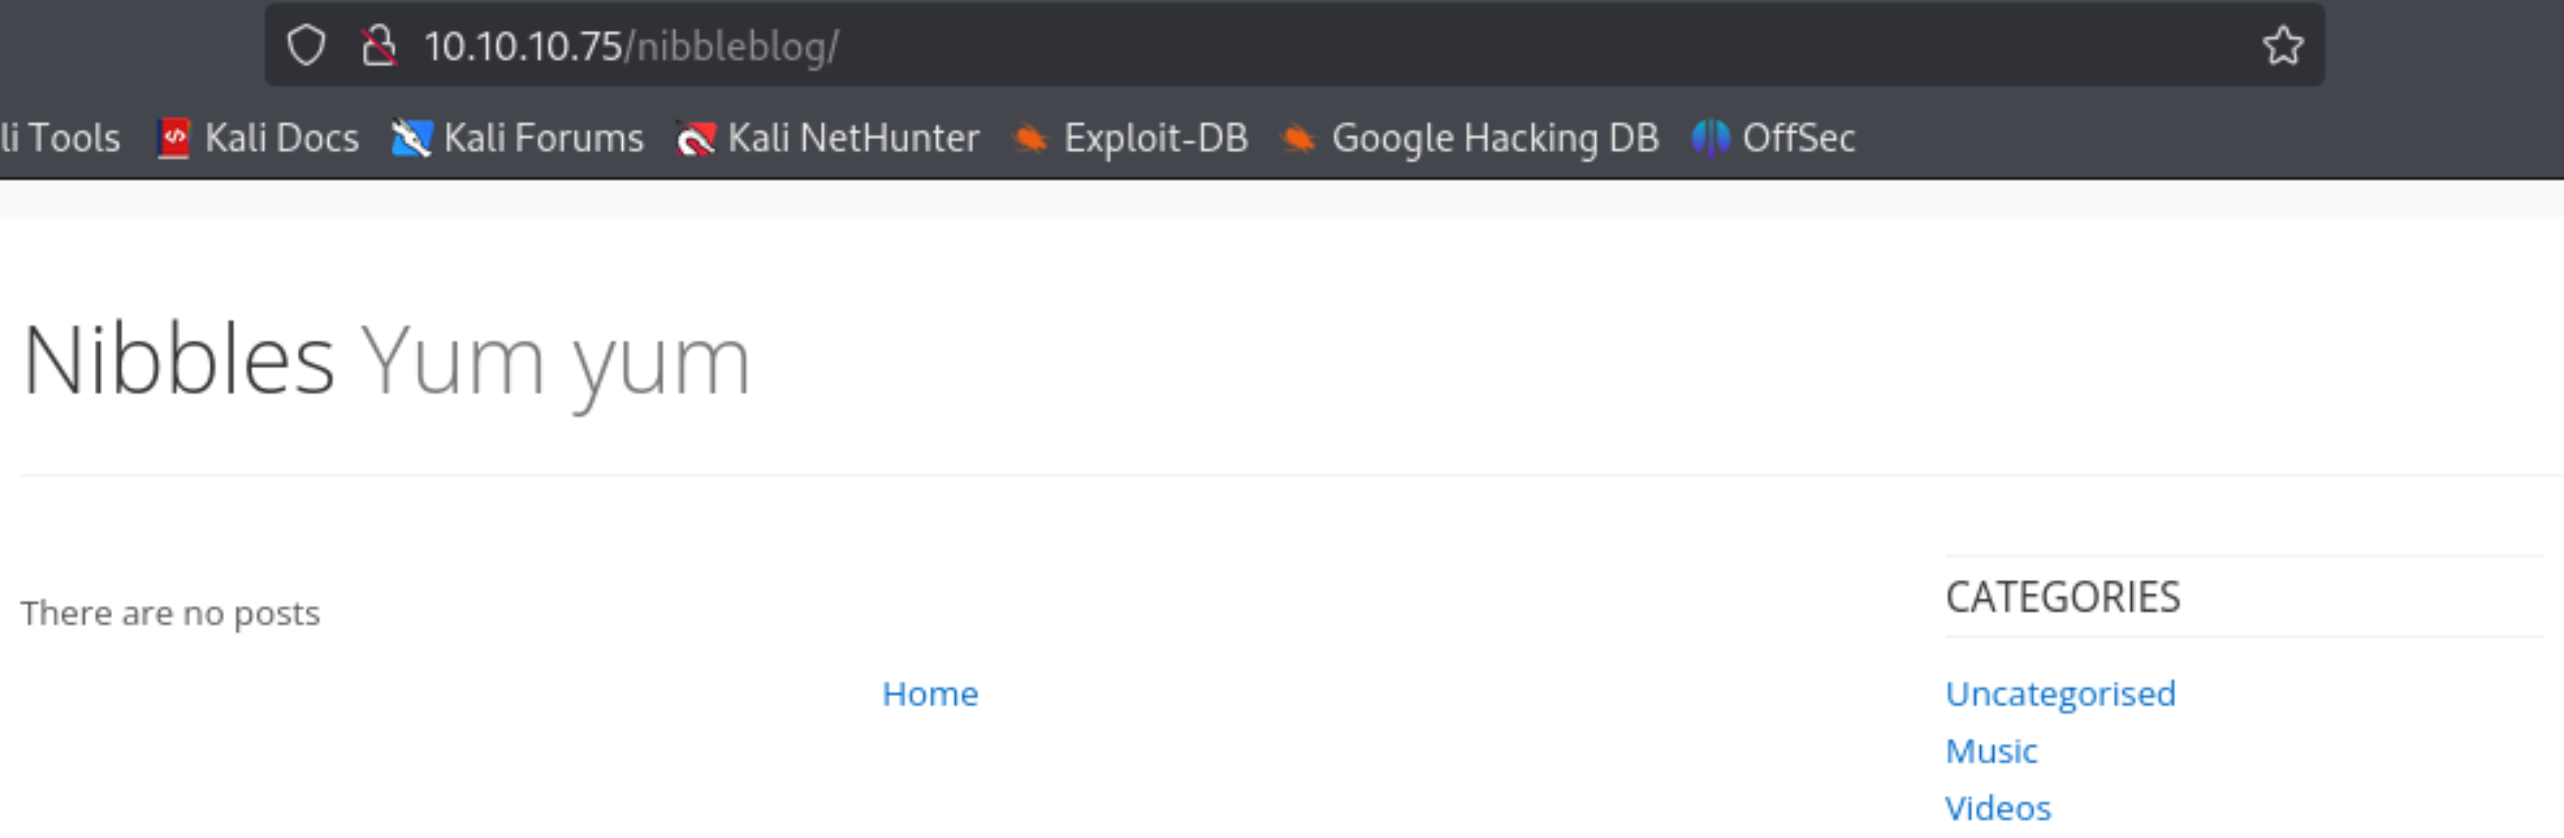 10.10.10.75/nibbleblog/
li Tools Kali Docs Kali Forums Kali NetHunter Exploit-DB Google Hacking DB OffSec
Nibbles Yum yum
There are no posts
Home
CATEGORIES
Uncategorised
Music
Videos